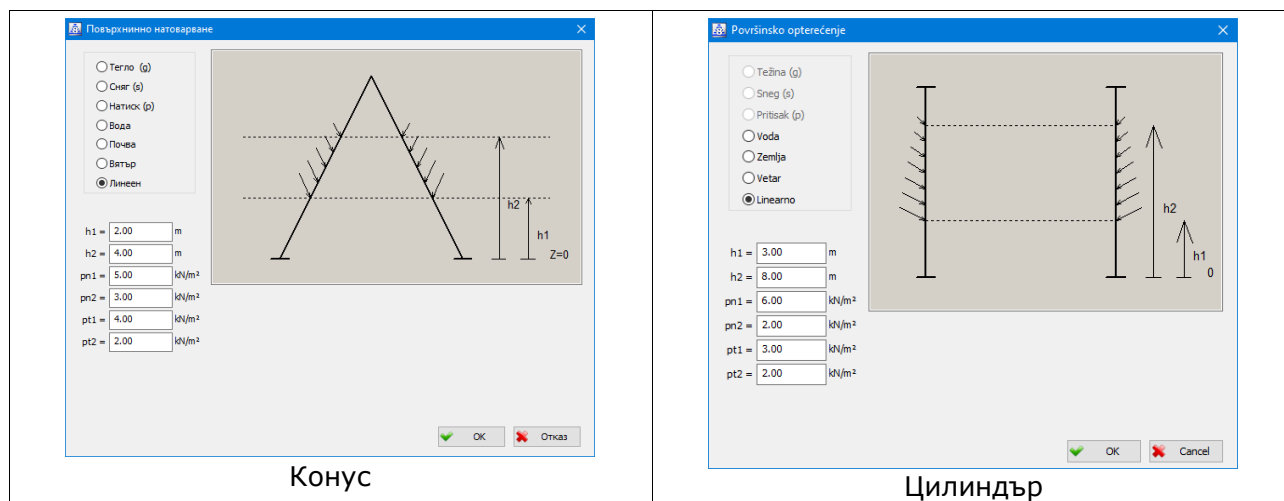 Повърхнинно натоварване
Тегло (g)
Сняг (s)
Натиск (p)
Вода
Почва
Вятър
Линеен
h2
h1
Z=0
h1 = 2.00 m
h2 = 4.00 m
pn1 = 5.00 kN/m²
pn2 = 3.00 kN/m²
pt1 = 4.00 kN/m²
pt2 = 2.00 kN/m²
OK Отказ
Конус
Površinsko opterećenje
Težina (g)
Sneg (s)
Pritisak (p)
Voda
Zemlja
Vetar
Linearno
h2
h1
0
h1 = 3.00 m
h2 = 8.00 m
pn1 = 6.00 kN/m²
pn2 = 2.00 kN/m²
pt1 = 3.00 kN/m²
pt2 = 2.00 kN/m²
OK Cancel
Цилиндър